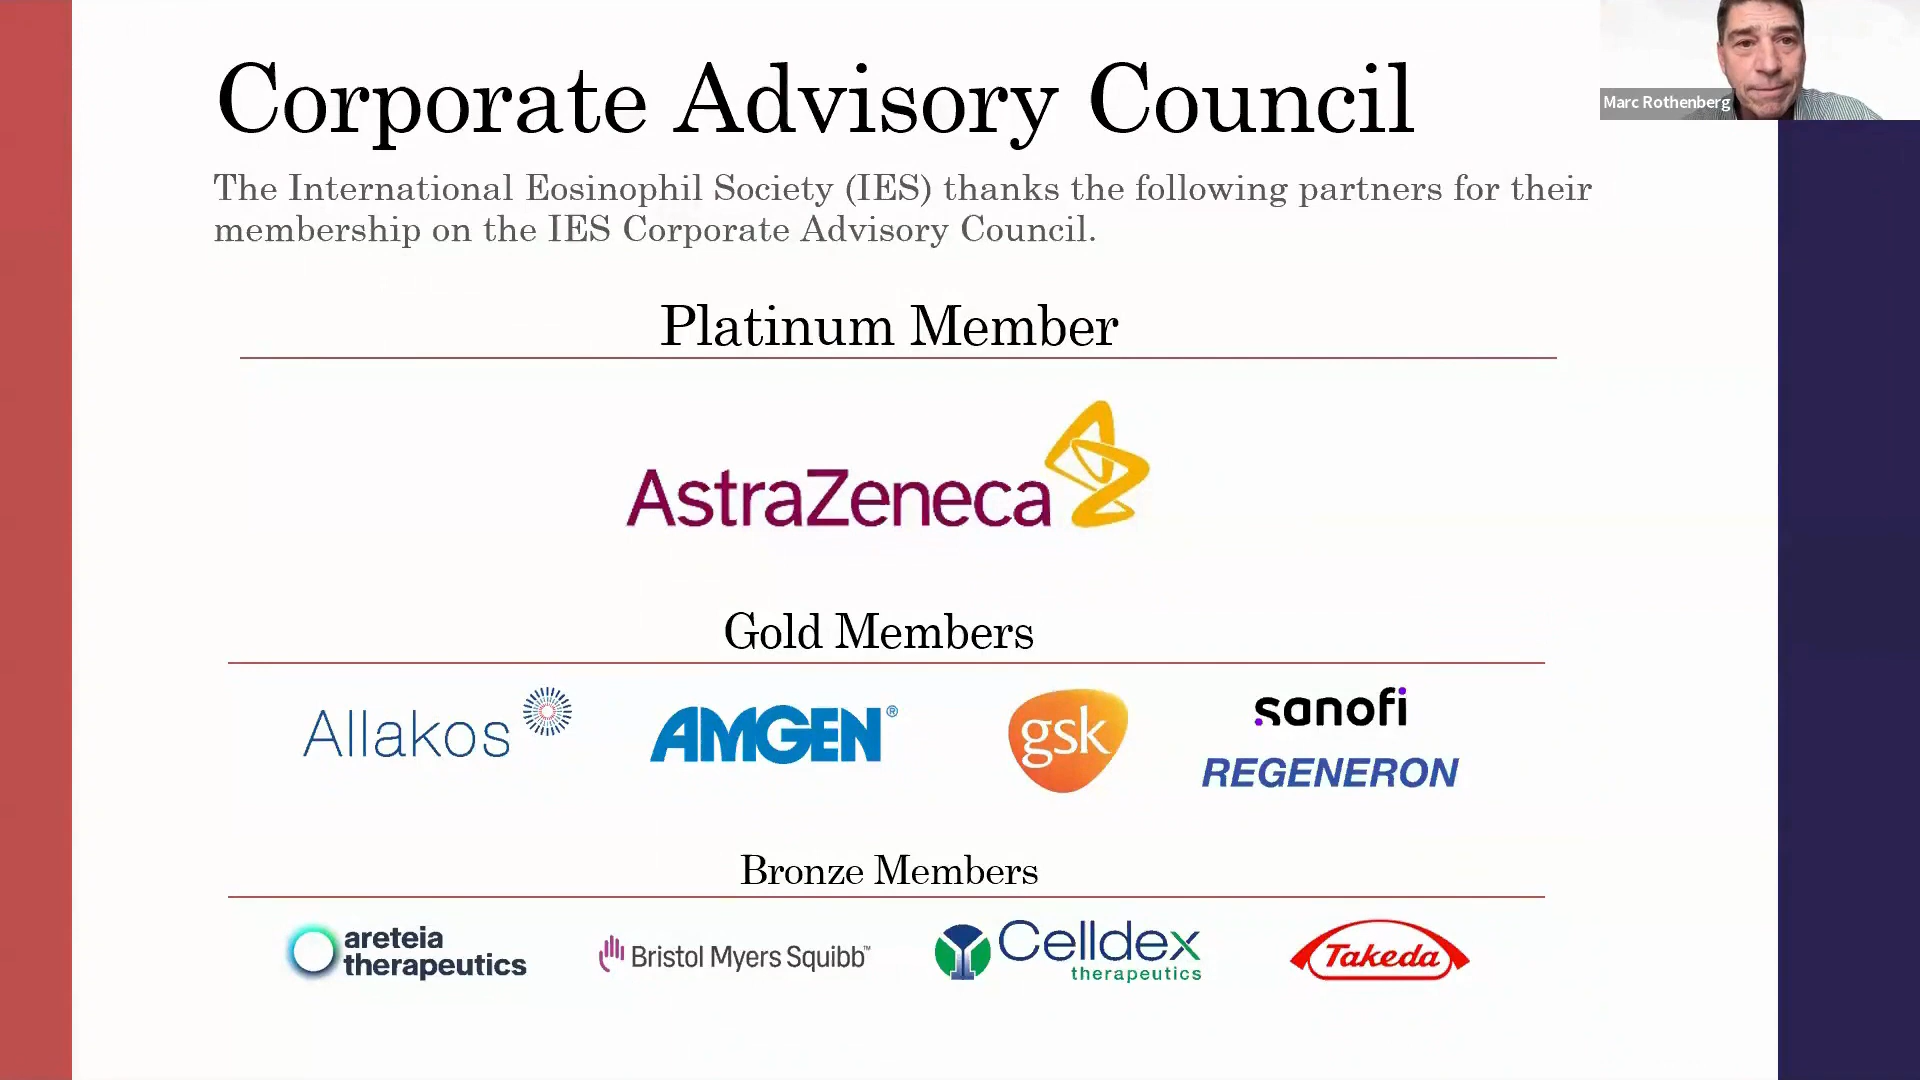 Corporate Advisory Council
Marc Rothenberg
The International Eosinophil Society (IES) thanks the following partners for their
membership on the IES Corporate Advisory Council.
Platinum Member
AstraZeneca
Gold Members
Allakos
AMGEN®
gsk
sanofi
REGENERON
Bronze Members
areteia
therapeutics
Bristol Myers Squibb™
Celldex
therapeutics
Takeda